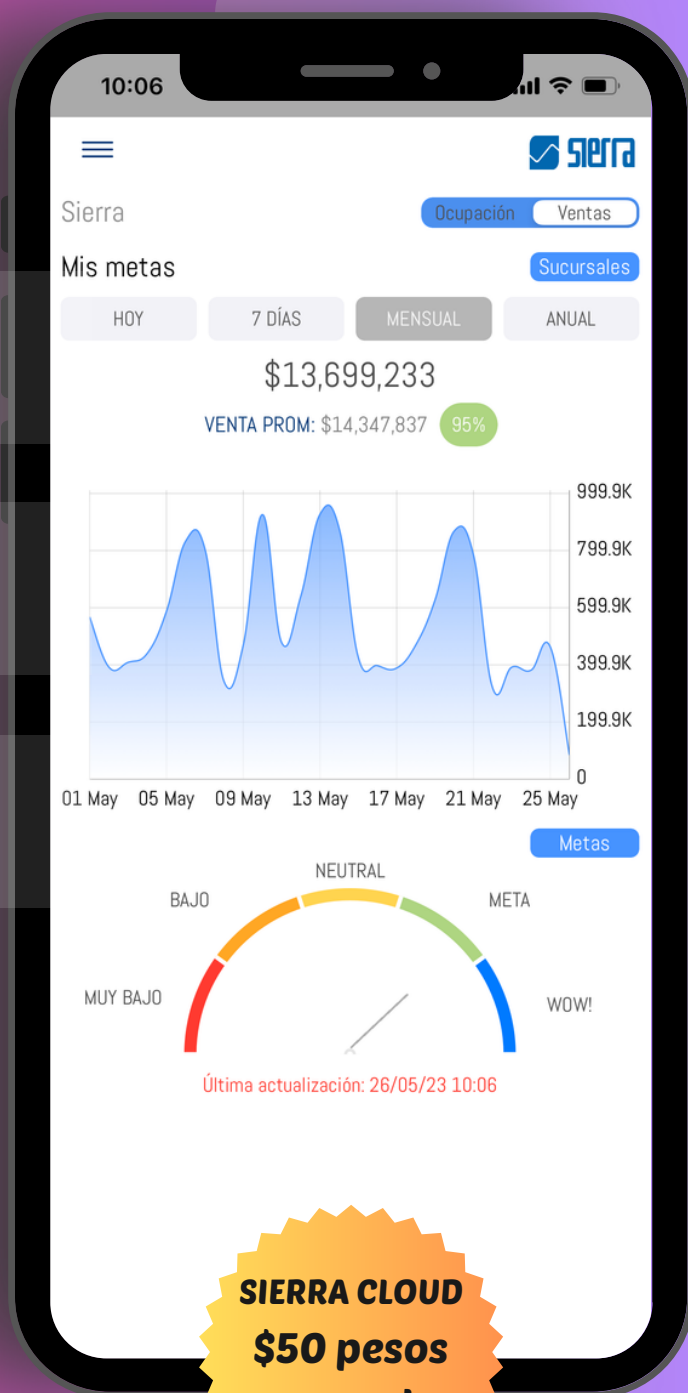 10:06
sierra
Sierra
Ocupación Ventas
Mis metas
Sucursales
HOY 7 DÍAS MENSUAL ANUAL
$13,699,233
VENTA PROM: $14,347,837 95%
999.9K
799.9K
599.9K
399.9K
199.9K
0
01 May 05 May 09 May 13 May 17 May 21 May 25 May
Metas
NEUTRAL
BAJO META
MUY BAJO WOW!
Última actualización: 26/05/23 10:06
SIERRA CLOUD
$50 pesos